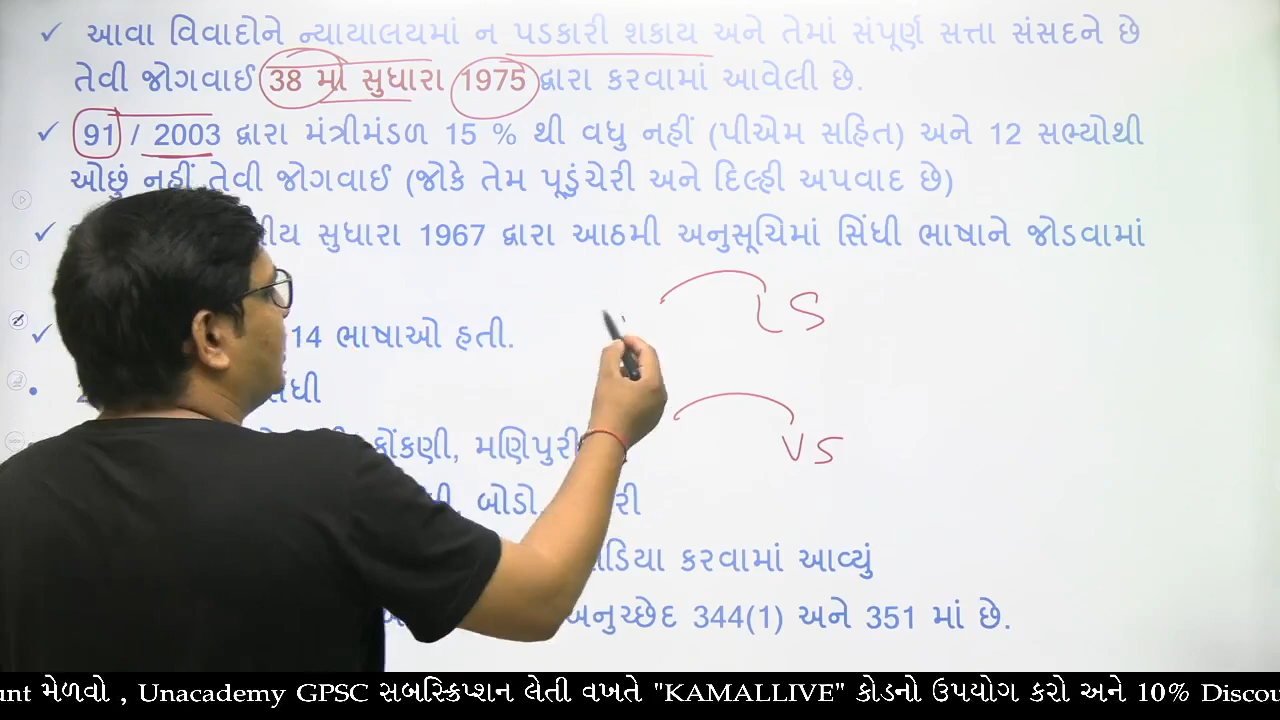 ✓ આવા વિવાદોને ન્યાયાલયમાં ન પડકારી શકાય અને તેમાં સંપૂર્ણ સત્તા સંસદને છે
તેવી જોગવાઈ 38 માં સુધારા 1975 દ્વારા કરવામાં આવેલી છે.
✓ 91 / 2003 દ્વારા મંત્રીમંડળ 15 % થી વધુ નહીં (પીએમ સહિત) અને 12 સભ્યોથી
ઓછું નહીં તેવી જોગવાઈ (જોકે તેમ પૂડુંચેરી અને દિલ્હી અપવાદ છે)
✓ સુધારા 1967 દ્વારા આઠમી અનુસૂચિમાં સિંધી ભાષાને જોડવામાં
LS
✓ 14 ભાષાઓ હતી.
•
VS
કોંકણી, મણિપુરી
બોડો,
કરવામાં આવ્યું
અનુચ્છેદ 344(1) અને 351 માં છે.
મેળવો , Unacademy GPSC સબસ્ક્રિપ્શન લેતી વખતે "KAMALLIVE" કોડનો ઉપયોગ કરો અને 10%